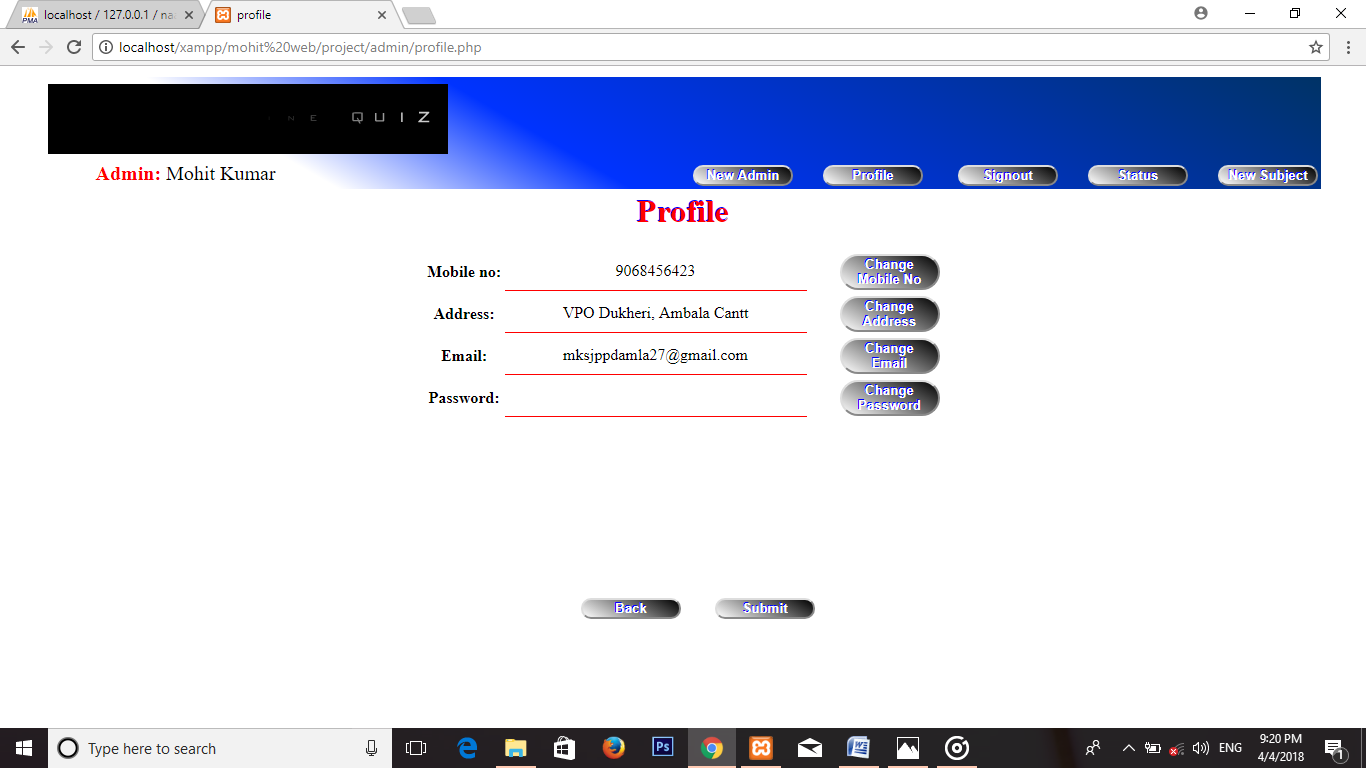 localhost / 127.0.0.1 / na
profile
localhost/xampp/mohit%20web/project/admin/profile.php
N E QUIZ
Admin: Mohit Kumar
New Admin
Profile
Signout
Status
New Subject
Profile
Mobile no:
9068456423
Change
Mobile No
Address:
VPO Dukheri, Ambala Cantt
Change
Address
Email:
mksjppdamla27@gmail.com
Change
Email
Password:
Change
Password
Back
Submit
Type here to search
Ps
ENG
9:20 PM
4/4/2018
1